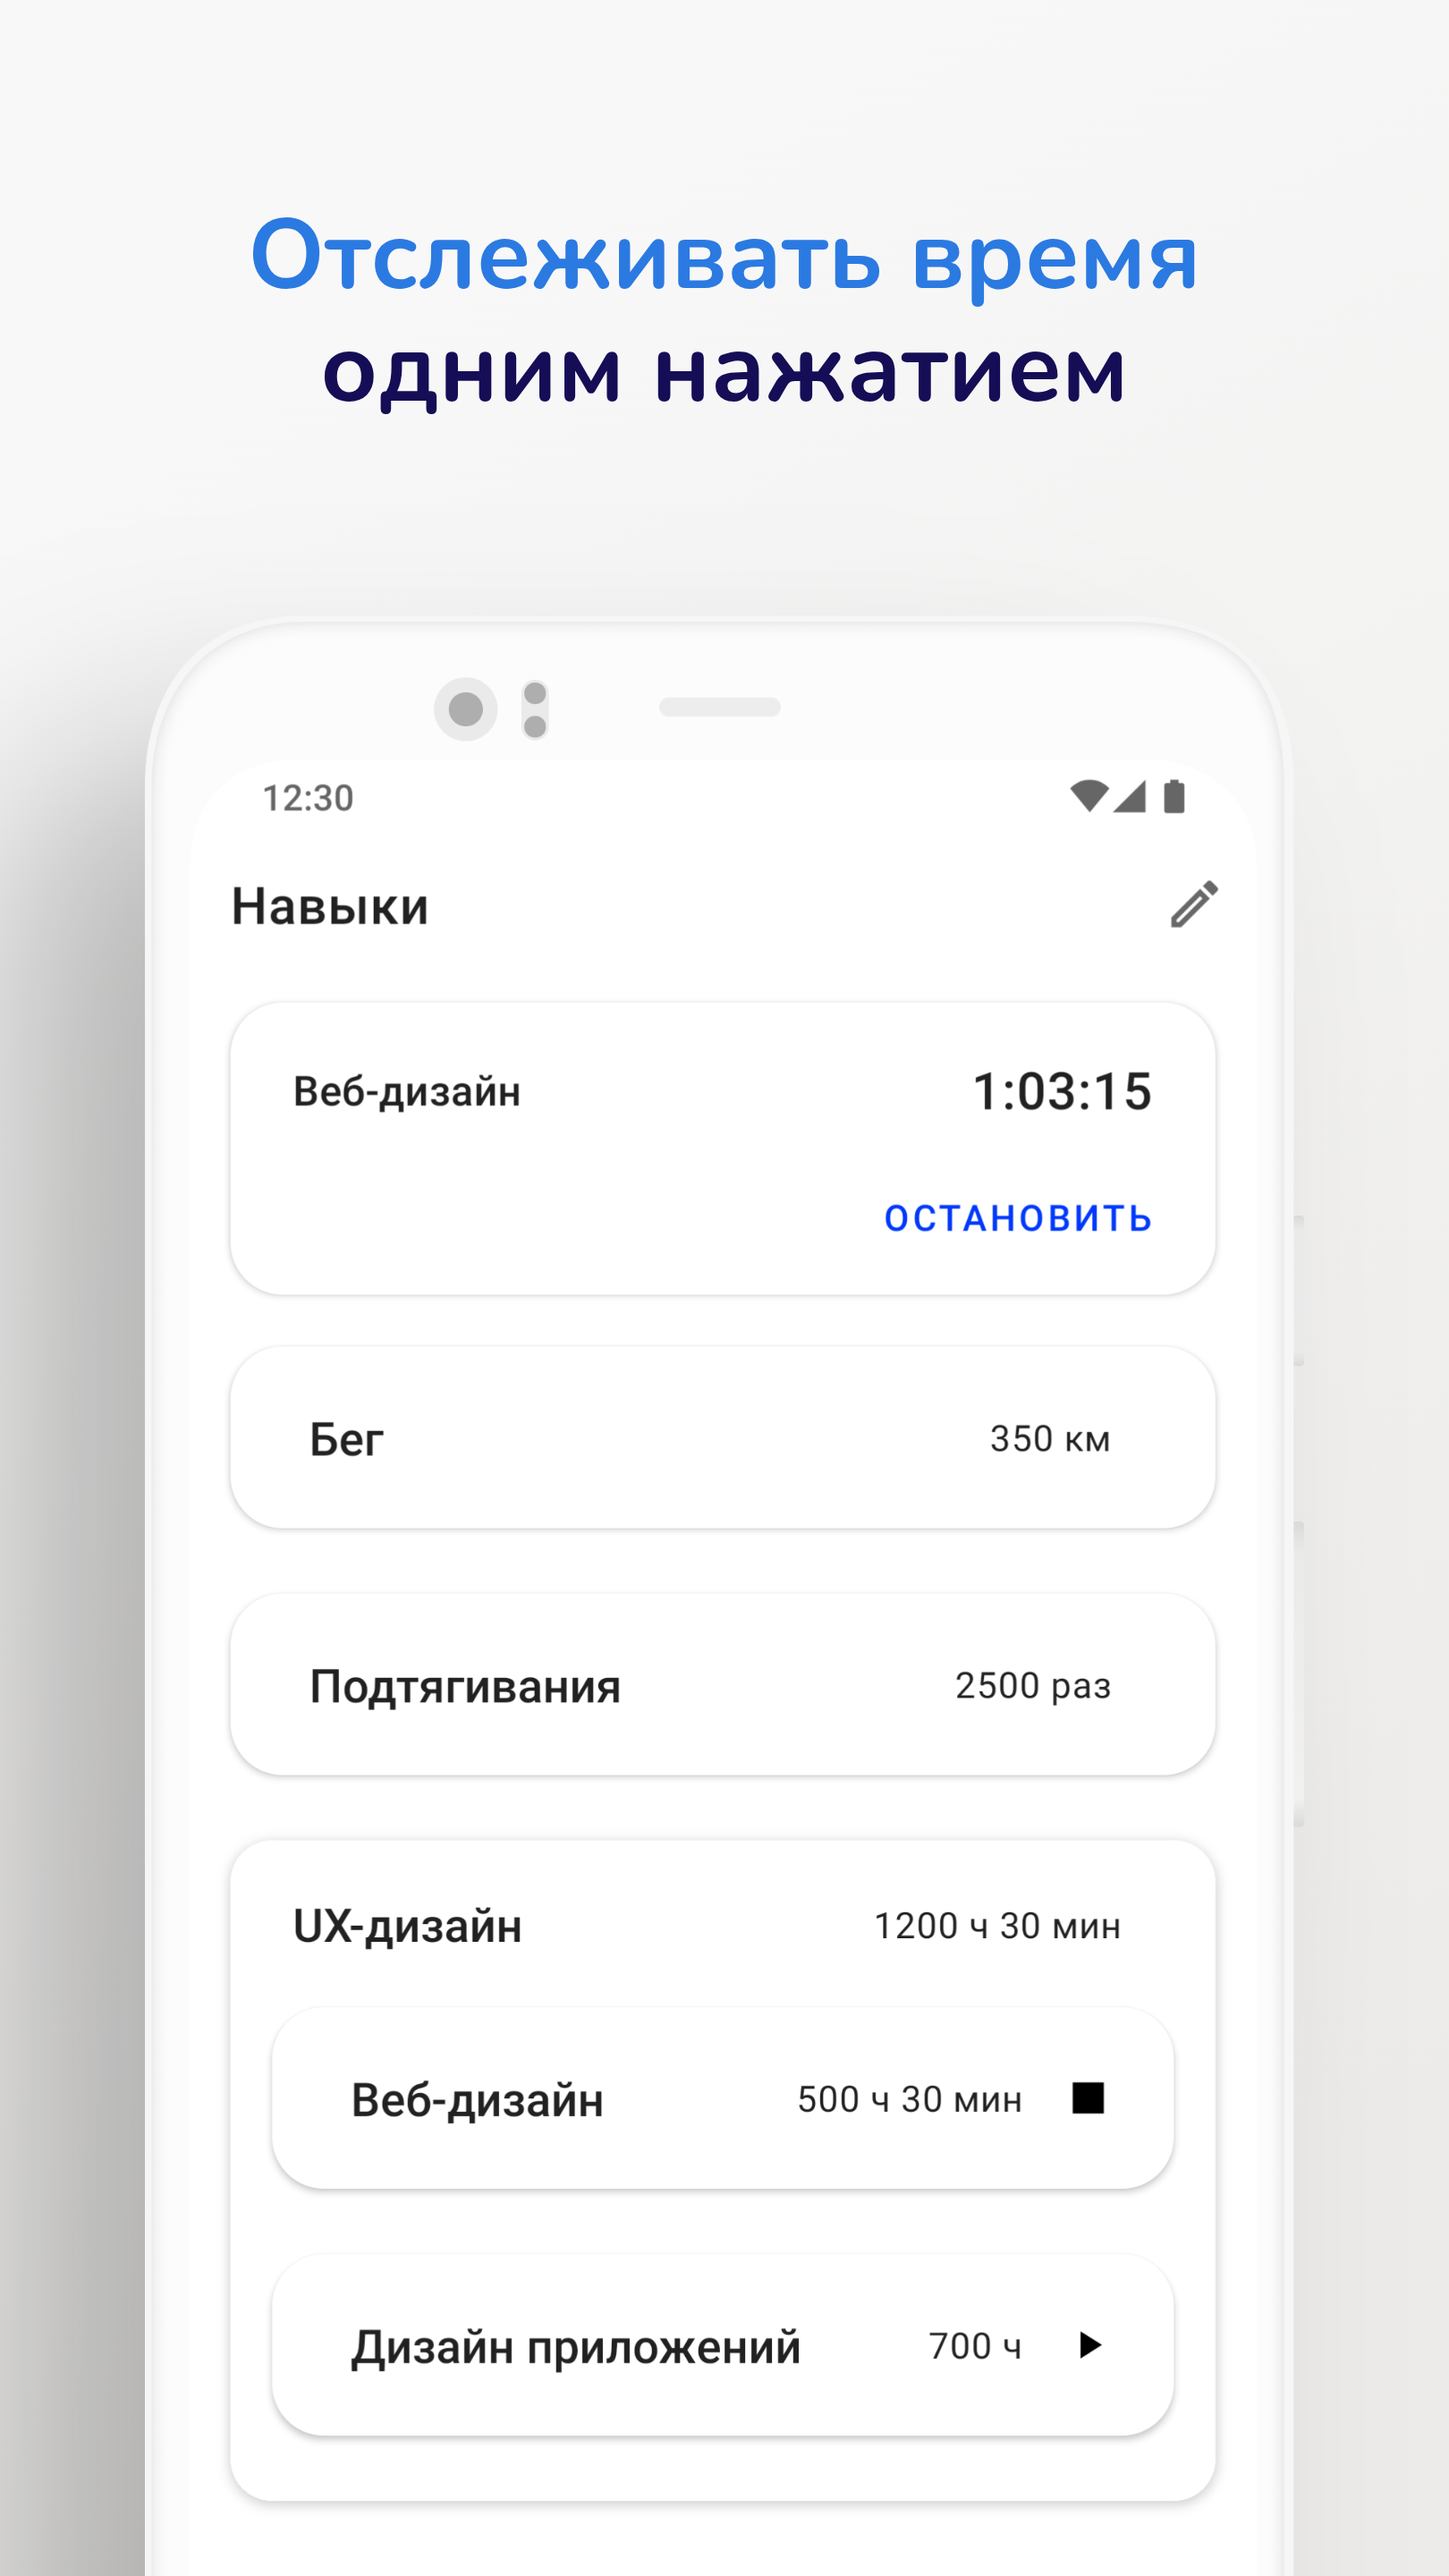 Отслеживать время
одним нажатием
12:30
Навыки
Веб-дизайн 1:03:15
ОСТАНОВИТЬ
Бег 350 км
Подтягивания 2500 раз
UX-дизайн 1200 ч 30 мин
Веб-дизайн 500 ч 30 мин
Дизайн приложений 700 ч